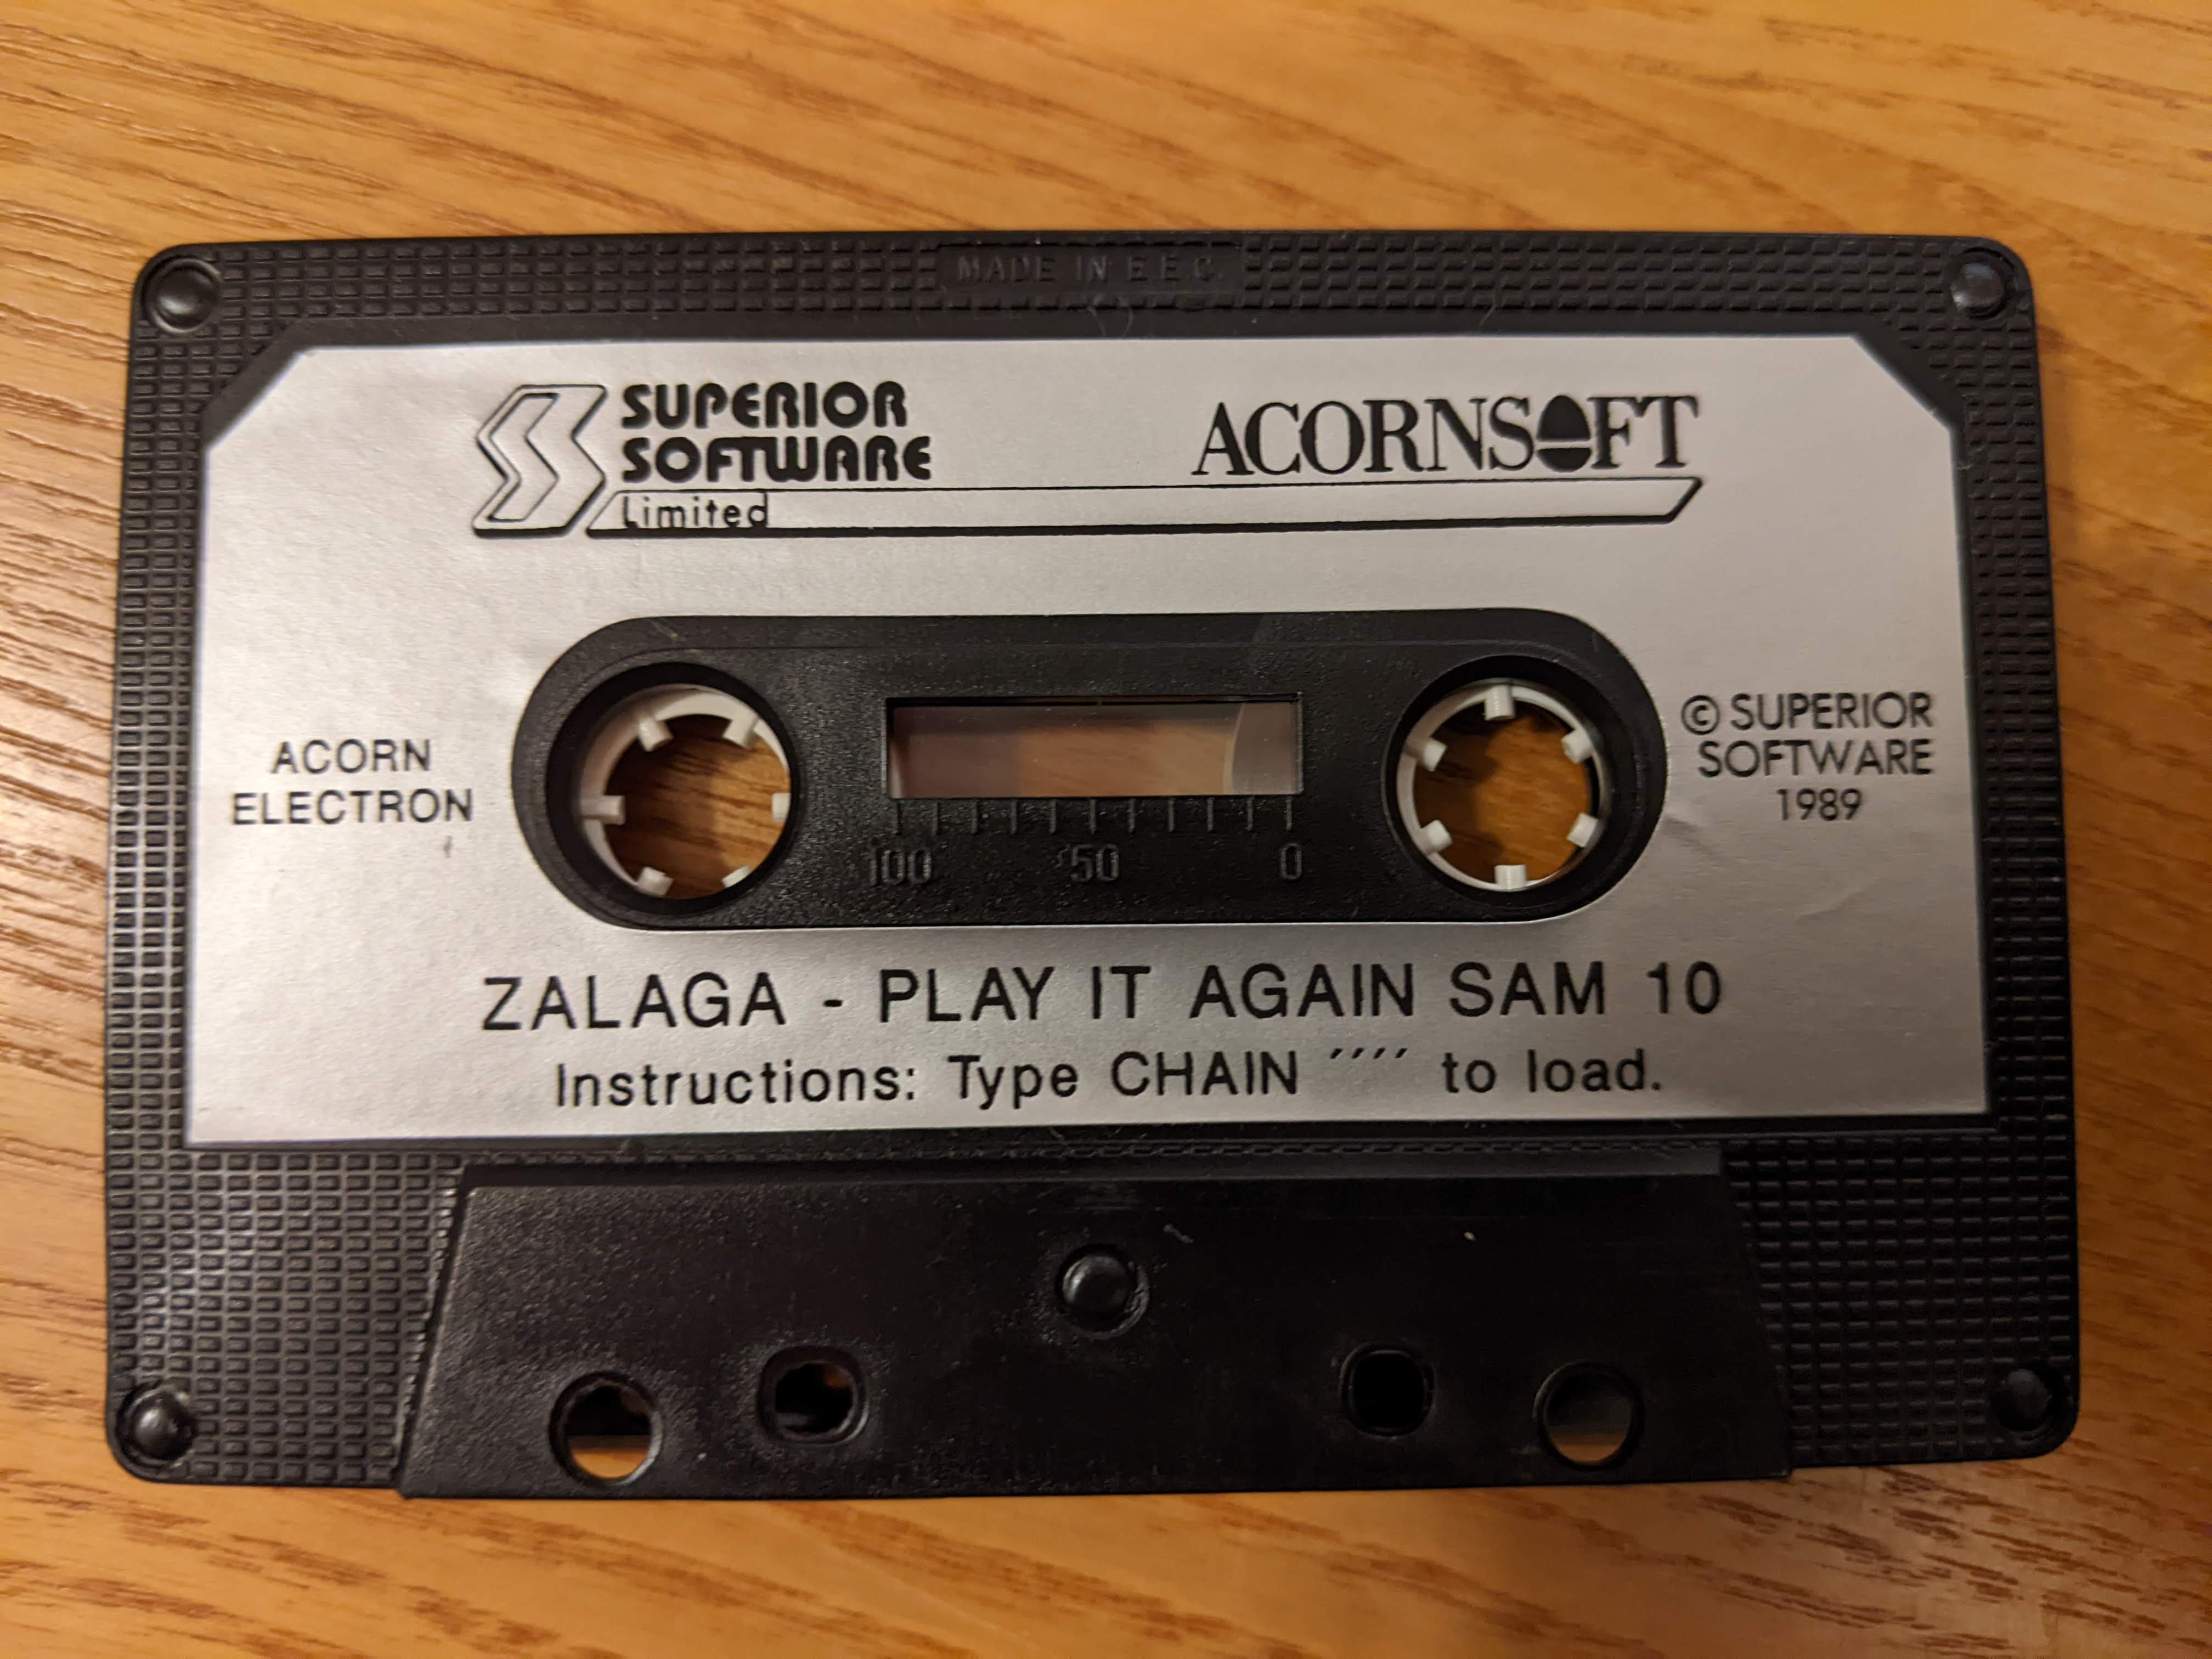 MADE IN E.E.C.
SUPERIOR
SOFTWARE
Limited
ACORNSOFT
ACORN
ELECTRON
© SUPERIOR
SOFTWARE
1989
100 50 0
ZALAGA - PLAY IT AGAIN SAM 10
Instructions: Type CHAIN ´´´´ to load.